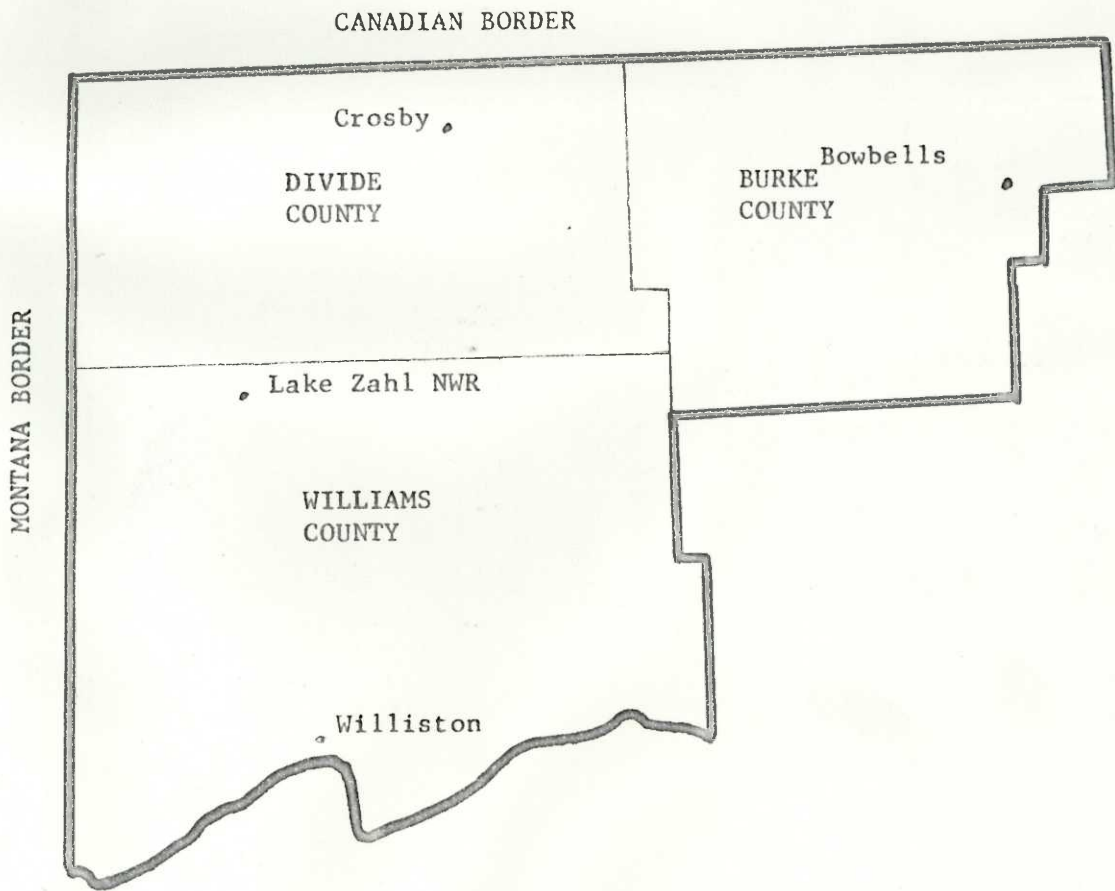 CANADIAN BORDER
Crosby
DIVIDE
COUNTY
Bowbells
BURKE
COUNTY
MONTANA BORDER
Lake Zahl NWR
WILLIAMS
COUNTY
Williston